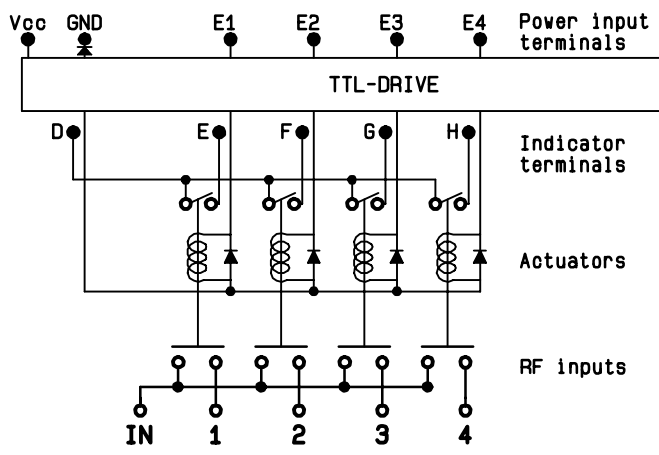 Vcc GND E1 E2 E3 E4 Power input
terminals
TTL-DRIVE
D E F G H Indicator
terminals
Actuators
RF inputs
IN 1 2 3 4